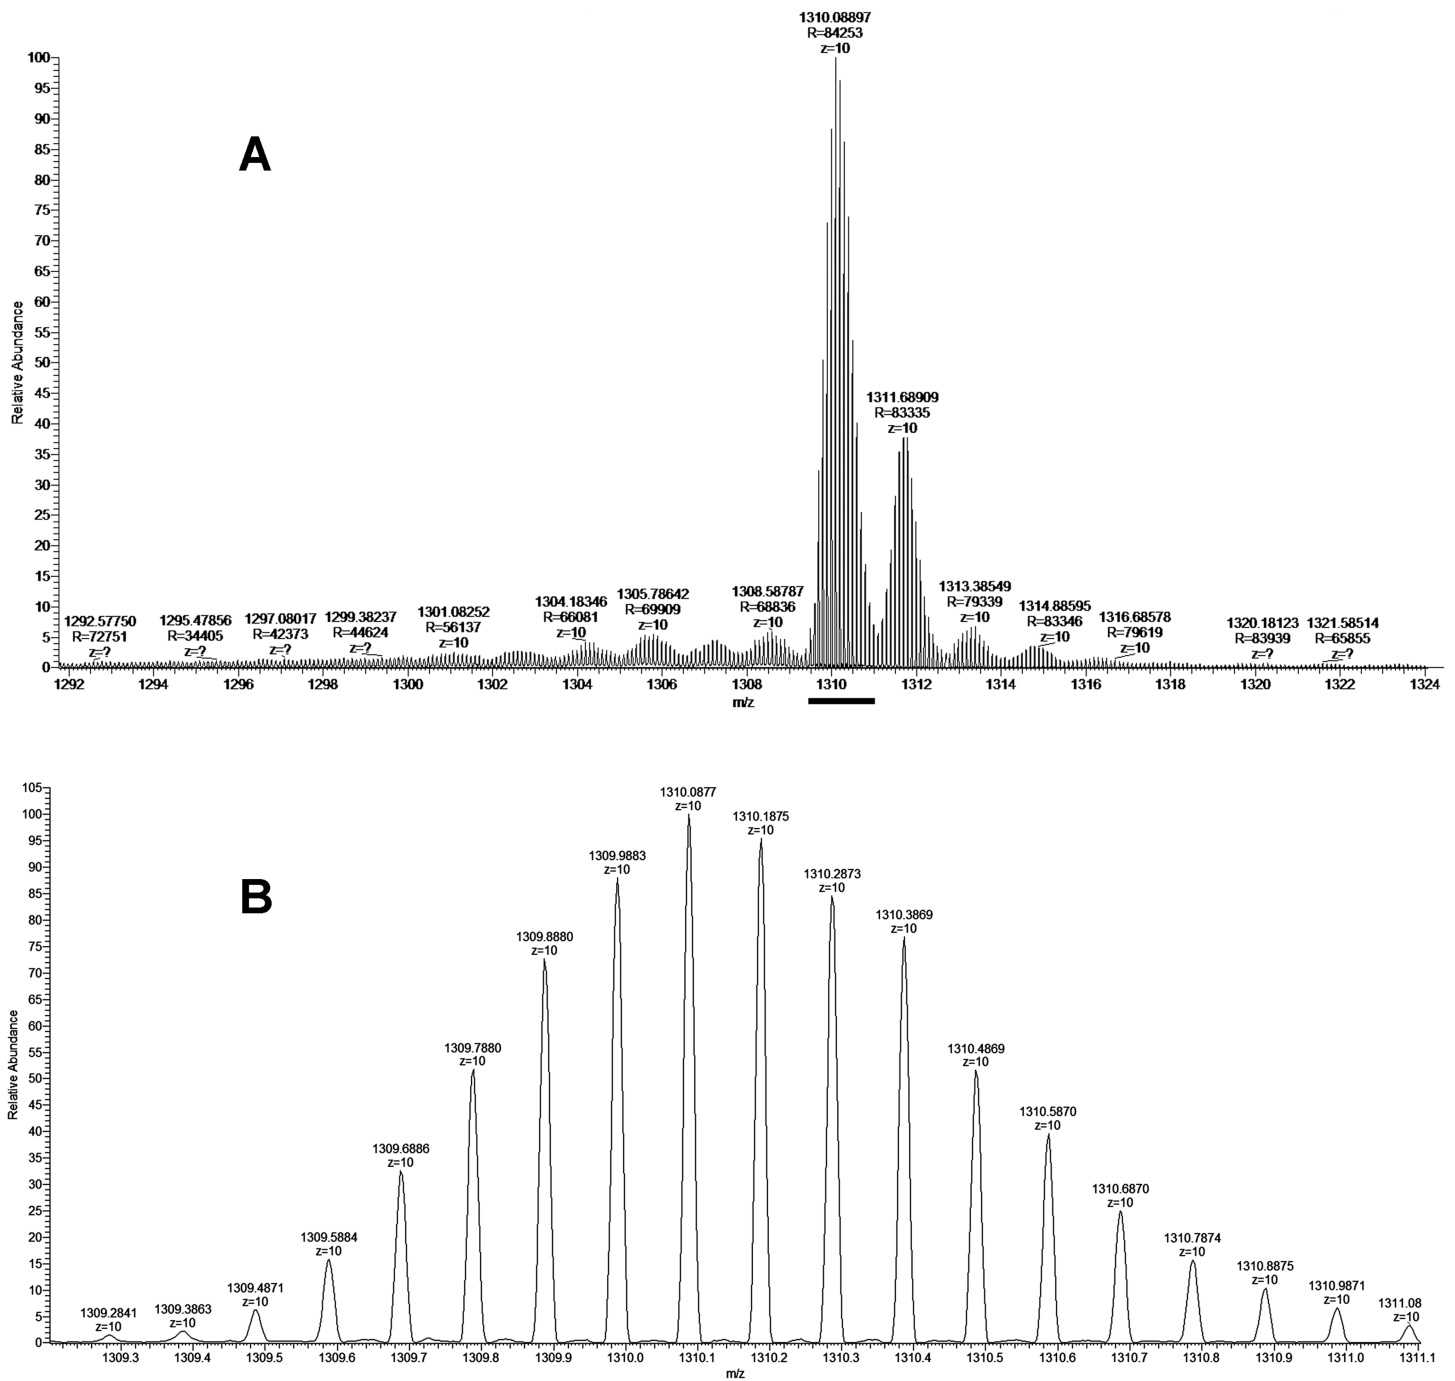 1310.08897
R=84253
z=10
100
95
90
85
80
75
70
65
60
55
50
45
40
35
30
25
20
15
10
5
0
Relative Abundance
A
1311.68909
R=83335
z=10
1292.57750
R=72751
z=?
1295.47856
R=34405
z=?
1297.08017
R=42373
z=?
1299.38237
R=44624
z=?
1301.08252
R=56137
z=10
1304.18346
R=66081
z=10
1305.78642
R=69909
z=10
1308.58787
R=68836
z=10
1313.38549
R=79339
z=10
1314.88595
R=83346
z=10
1316.68578
R=79619
z=10
1320.18123
R=83939
z=?
1321.58514
R=65855
z=?
1292 1294 1296 1298 1300 1302 1304 1306 1308 1310 1312 1314 1316 1318 1320 1322 1324
m/z
105
100
95
90
85
80
75
70
65
60
55
50
45
40
35
30
25
20
15
10
5
0
Relative Abundance
B
1309.2841
z=10
1309.3863
z=10
1309.4871
z=10
1309.5884
z=10
1309.6886
z=10
1309.7880
z=10
1309.8880
z=10
1309.9883
z=10
1310.0877
z=10
1310.1875
z=10
1310.2873
z=10
1310.3869
z=10
1310.4869
z=10
1310.5870
z=10
1310.6870
z=10
1310.7874
z=10
1310.8875
z=10
1310.9871
z=10
1311.08
z=10
1309.3 1309.4 1309.5 1309.6 1309.7 1309.8 1309.9 1310.0 1310.1 1310.2 1310.3 1310.4 1310.5 1310.6 1310.7 1310.8 1310.9 1311.0 1311.1
m/z